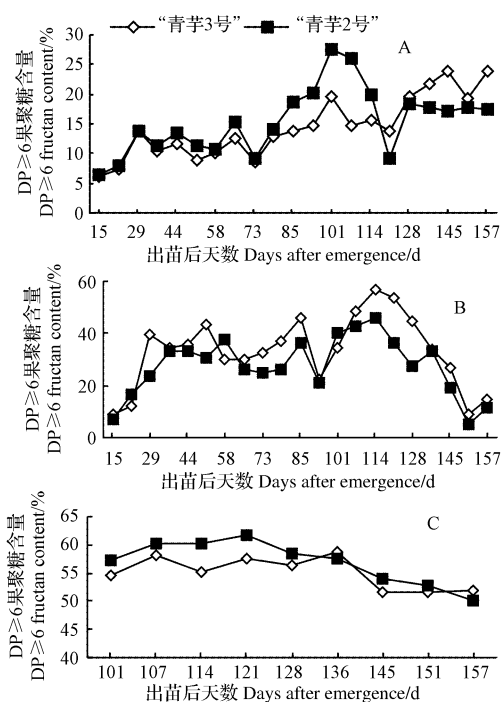 “青芋3号” “青芋2号”
A
DP≥6果聚糖含量
DP≥6 fructan content/%
30
25
20
15
10
5
0
15 29 44 58 73 85 101 114 128 145 157
出苗后天数 Days after emergence/d
B
DP≥6果聚糖含量
DP≥6 fructan content/%
60
40
20
0
15 29 44 58 73 85 101 114 128 145 157
出苗后天数 Days after emergence/d
C
DP≥6果聚糖含量
DP≥6 fructan content/%
65
60
55
50
45
40
101 107 114 121 128 136 145 151 157
出苗后天数 Days after emergence/d